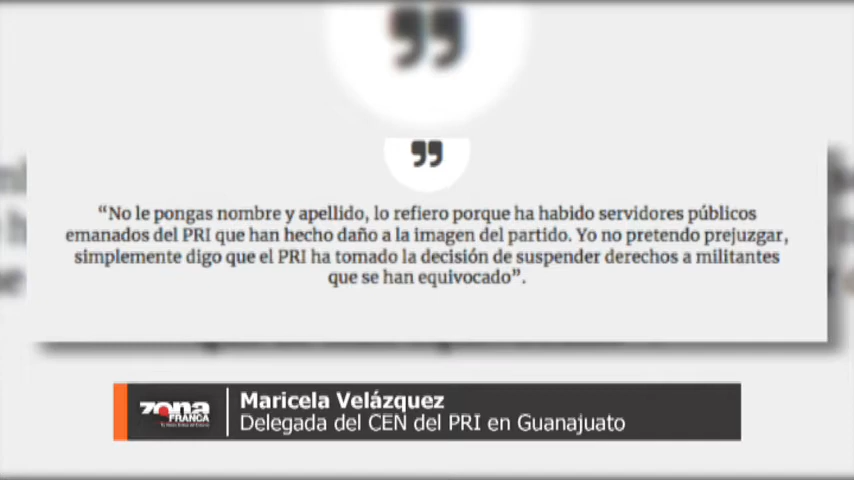 ”
”
“No le pongas nombre y apellido, lo refiero porque ha habido servidores públicos
emanados del PRI que han hecho daño a la imagen del partido. Yo no pretendo prejuzgar,
simplemente digo que el PRI ha tomado la decisión de suspender derechos a militantes
que se han equivocado”.
zona
FRANCA
Maricela Velázquez
Delegada del CEN del PRI en Guanajuato